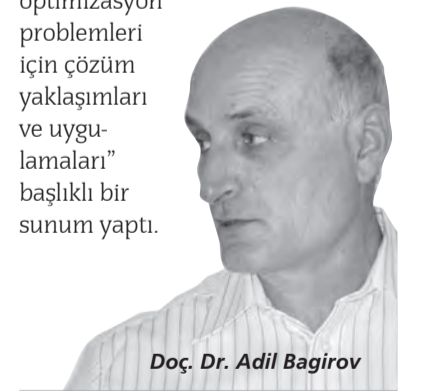 optimizasyon
problemleri
için çözüm
yaklaşımları
ve uygu-
lamaları”
başlıklı bir
sunum yaptı.
Doç. Dr. Adil Bagirov